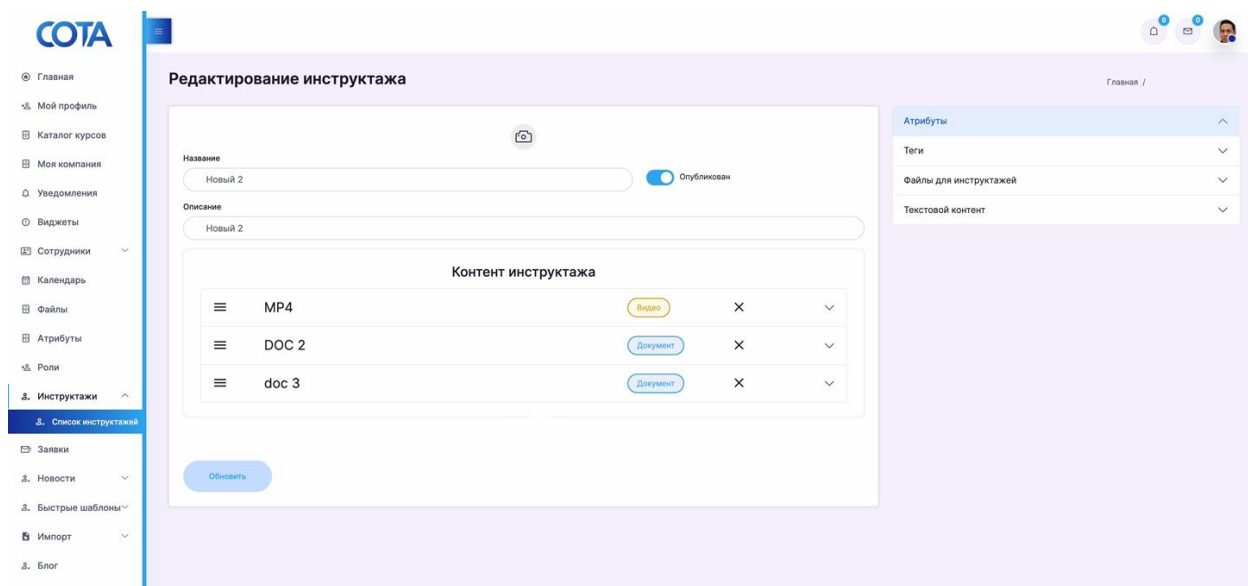 СОТА
9
0
Главная
Мой профиль
Каталог курсов
Моя компания
Уведомления
Виджеты
Сотрудники
Календарь
Файлы
Атрибуты
Роли
Инструктажи
Список инструктажей
Заявки
Новости
Быстрые шаблоны
Импорт
Блог
Редактирование инструктажа
Главная /
Название
Новый 2
Опубликован
Описание
Новый 2
Контент инструктажа
MP4 Видео
DOC 2 Документ
doc 3 Документ
Обновить
Атрибуты
Теги
Файлы для инструктажей
Текстовой контент